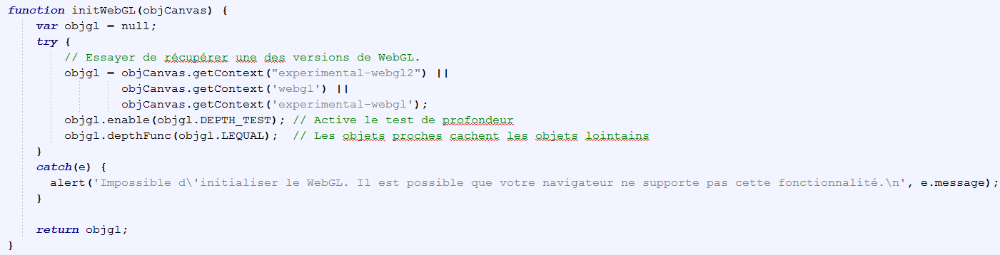 function initWebGL(objCanvas) {
    var objgl = null;
    try {
        // Essayer de récupérer une des versions de WebGL.
        objgl = objCanvas.getContext("experimental-webgl2") ||
                objCanvas.getContext('webgl') ||
                objCanvas.getContext('experimental-webgl');
        objgl.enable(objgl.DEPTH_TEST); // Active le test de profondeur
        objgl.depthFunc(objgl.LEQUAL);  // Les objets proches cachent les objets lointains
    }
    catch(e) {
      alert('Impossible d\'initialiser le WebGL. Il est possible que votre navigateur ne supporte pas cette fonctionnalité.\n', e.message);
    }

    return objgl;
}